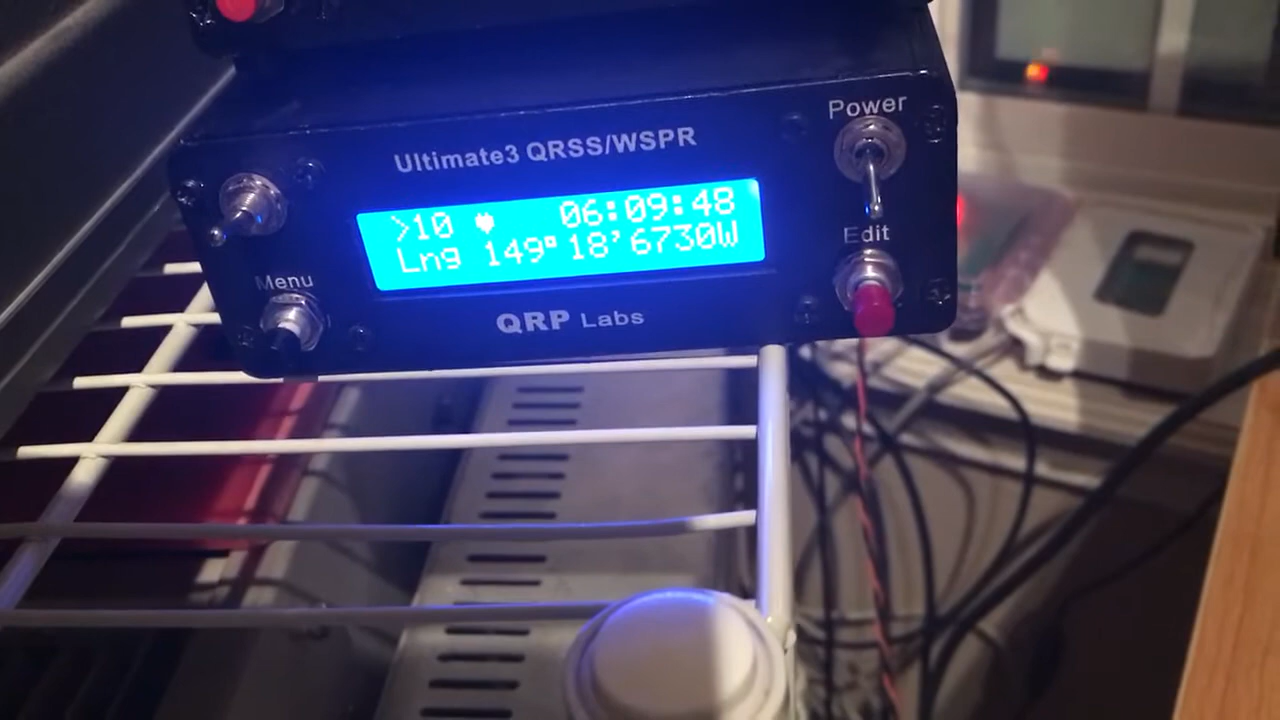 Power
Ultimate3 QRSS/WSPR
>10 ♥ 06:09:48
Lng 149° 18'6730W
Edit
Menu
QRP Labs